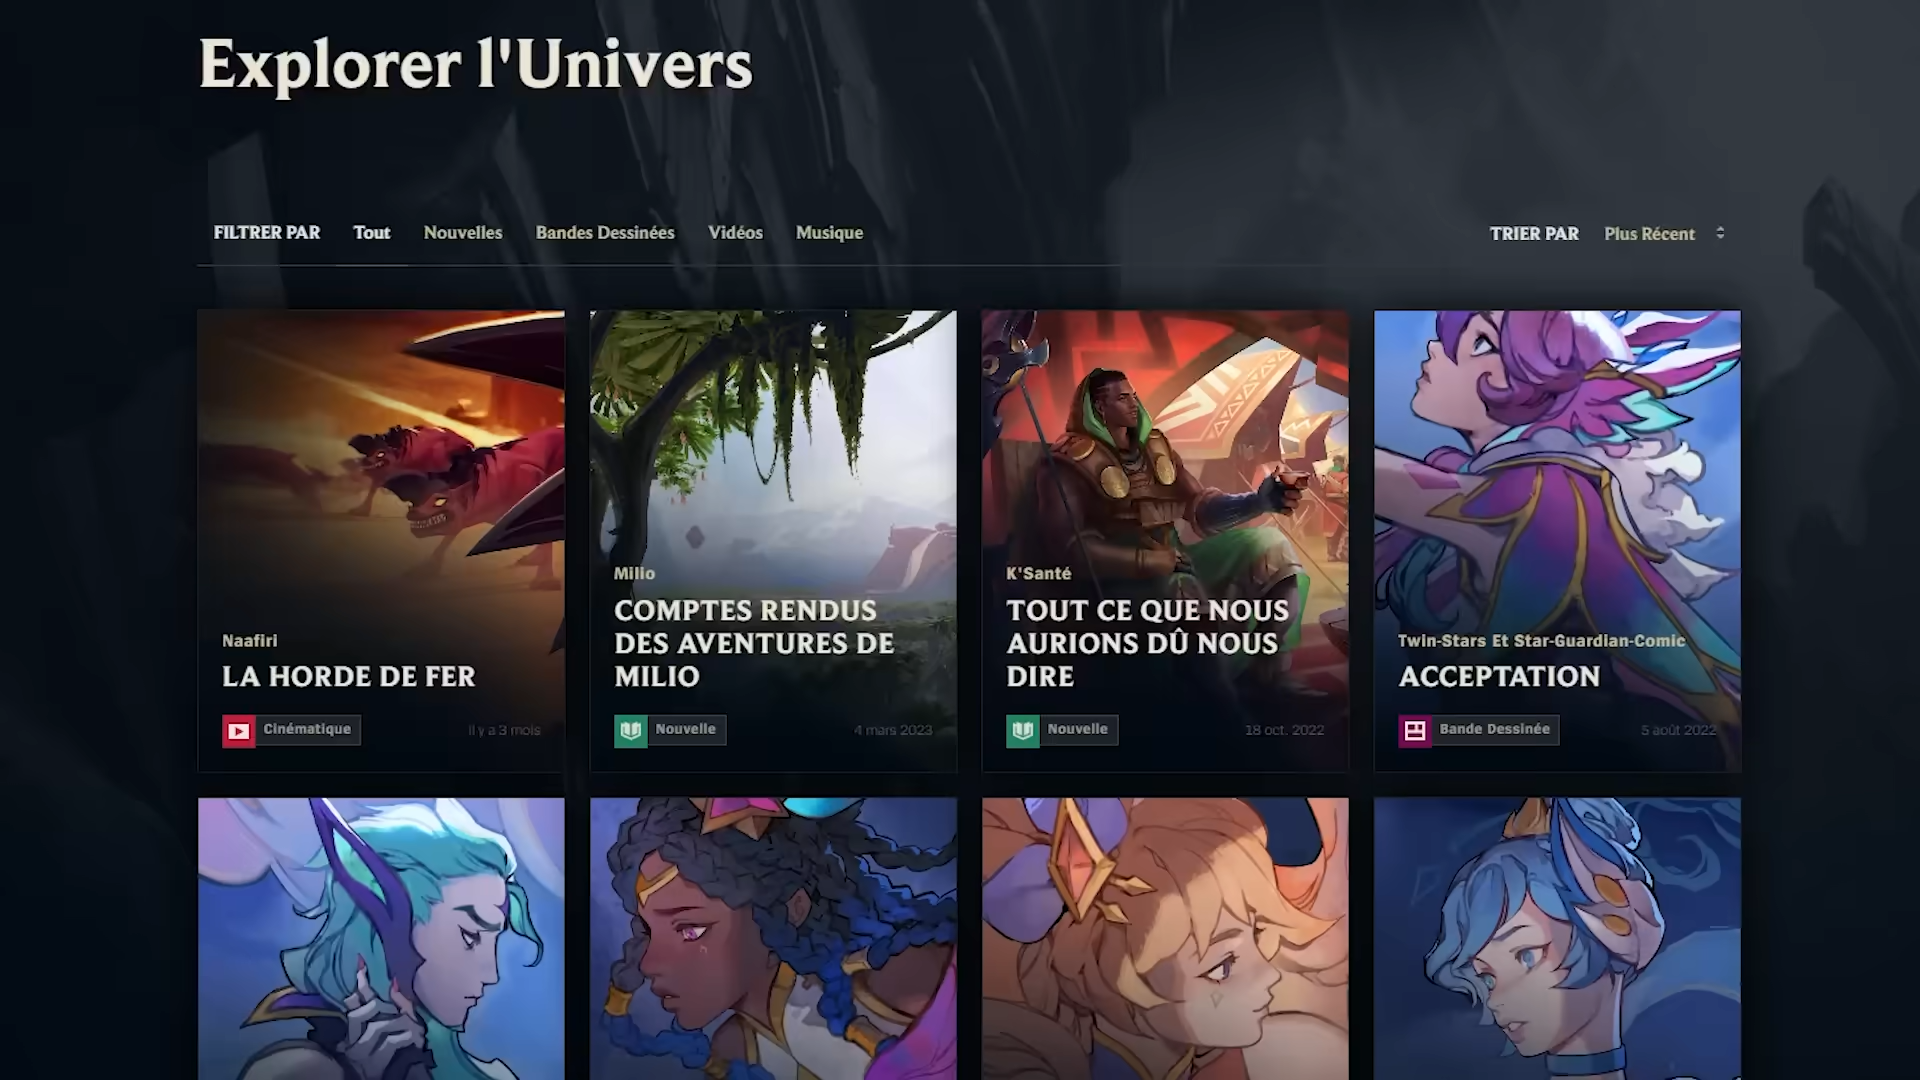 Explorer l'Univers
FILTRER PAR Tout Nouvelles Bandes Dessinées Vidéos Musique
TRIER PAR Plus Récent
Naafiri
LA HORDE DE FER
Cinématique il y a 3 mois
Milio
COMPTES RENDUS
DES AVENTURES DE
MILIO
Nouvelle 4 mars 2023
K'Santé
TOUT CE QUE NOUS
AURIONS DÛ NOUS
DIRE
Nouvelle 18 oct. 2022
Twin-Stars Et Star-Guardian-Comic
ACCEPTATION
Bande Dessinée 5 août 2022